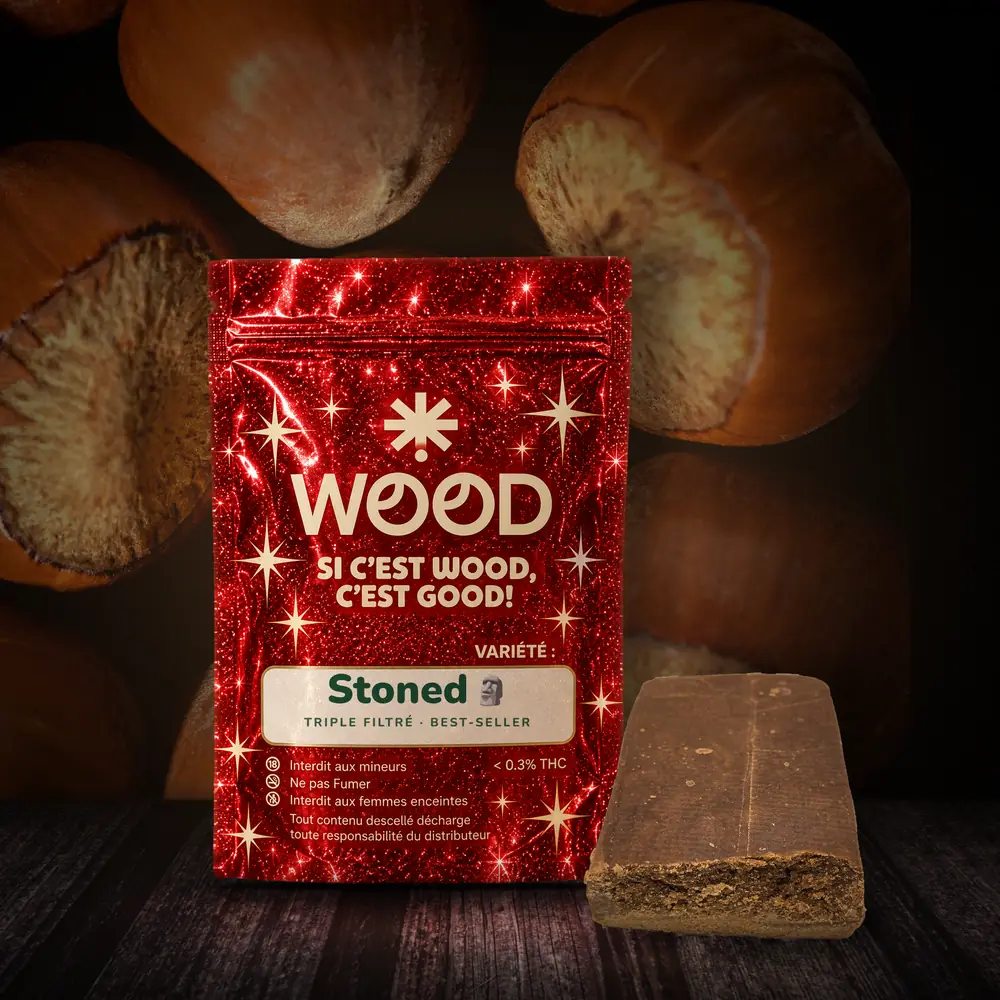 WOOD
SI C'EST WOOD,
C'EST GOOD!
VARIÉTÉ :
Stoned 🗿
TRIPLE FILTRÉ · BEST-SELLER
18 Interdit aux mineurs
< 0.3% THC
Ne pas Fumer
Interdit aux femmes enceintes
Tout contenu descellé décharge
toute responsabilité du distributeur